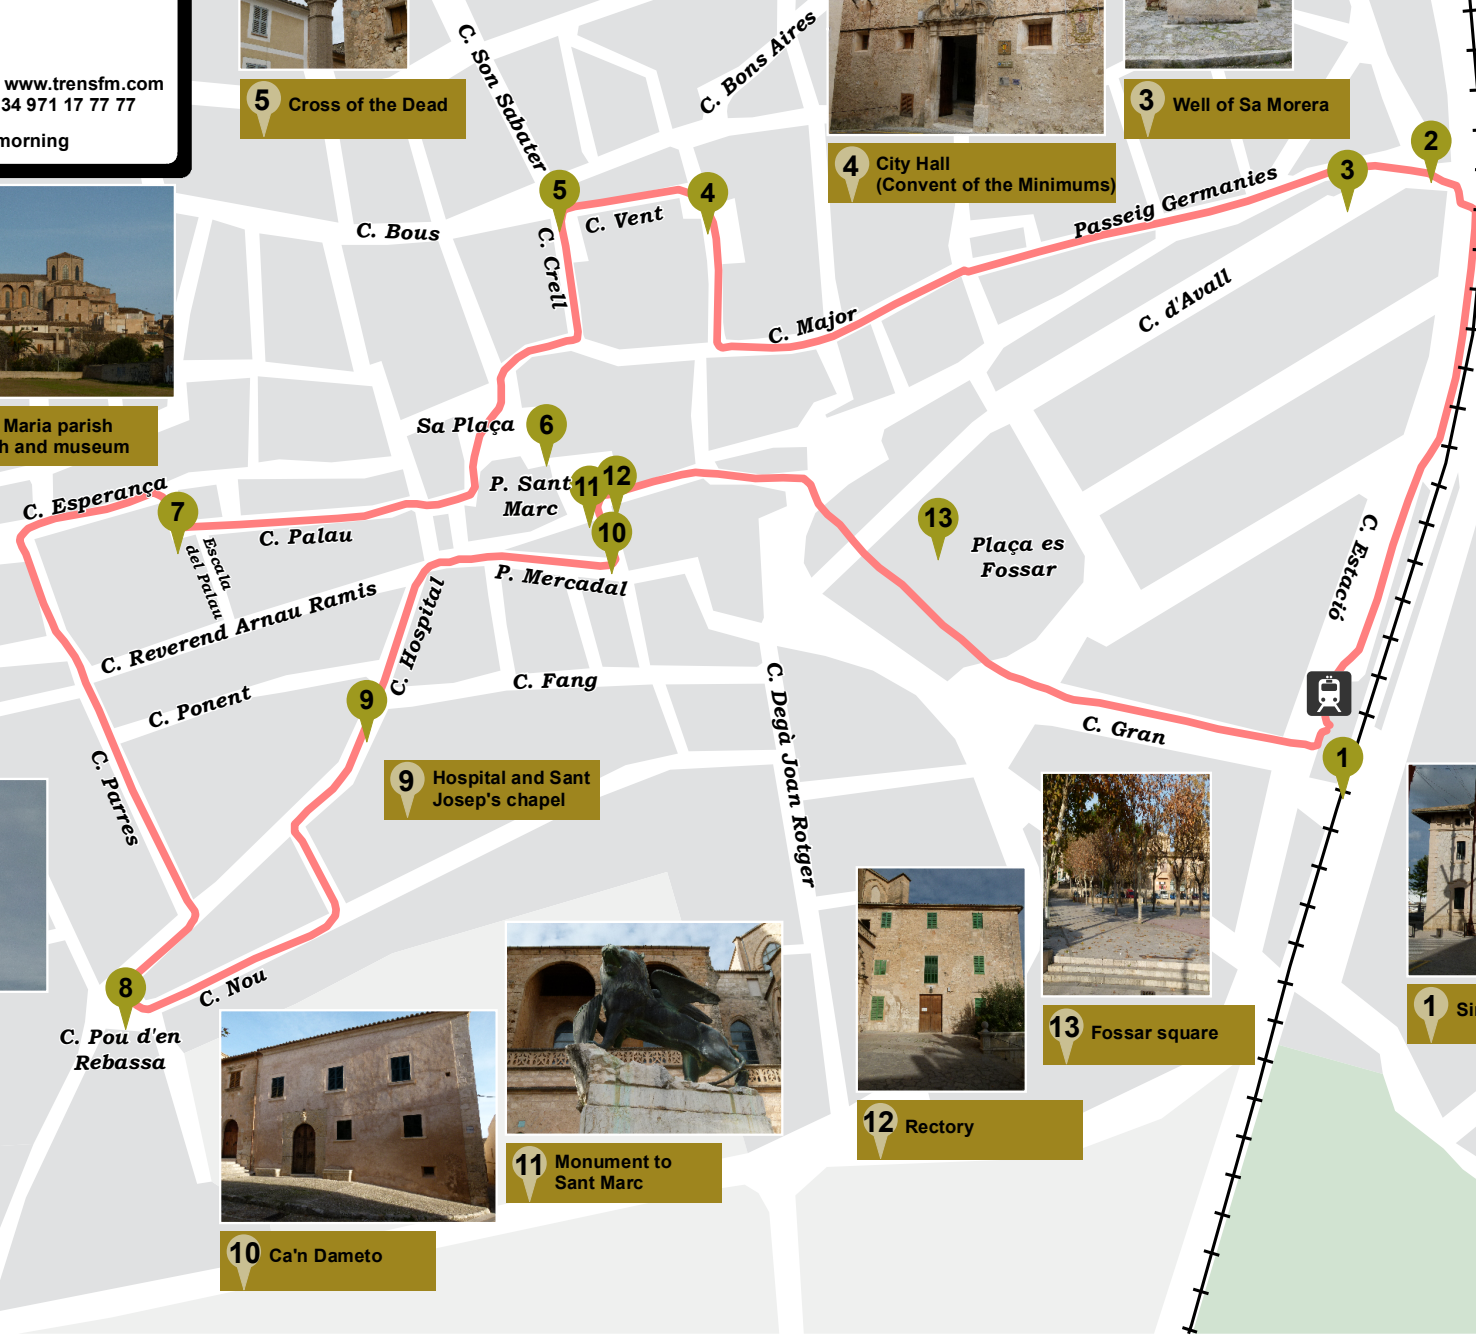 www.trensfm.com
34 971 17 77 77
morning
5 Cross of the Dead
C. Son Sabater
C. Bons Aires
4 City Hall
(Convent of the Minimums)
3 Well of Sa Morera
2
3
Passeig Germanies
5
4
C. Vent
C. Bous
C. Crell
C. Major
C. d'Avall
Maria parish
h and museum
Sa Plaça
6
P. Sant
Marc
11
12
10
C. Esperança
7
C. Palau
Escala
del Palau
P. Mercadal
13
Plaça es
Fossar
C. Estació
C. Reverend Arnau Ramis
C. Hospital
C. Ponent
9
C. Fang
C. Degà Joan Rotger
C. Gran
1
C. Parres
9 Hospital and Sant
Josep's chapel
8
C. Nou
C. Pou d'en
Rebassa
13 Fossar square
1
12 Rectory
11 Monument to
Sant Marc
10 Ca'n Dameto